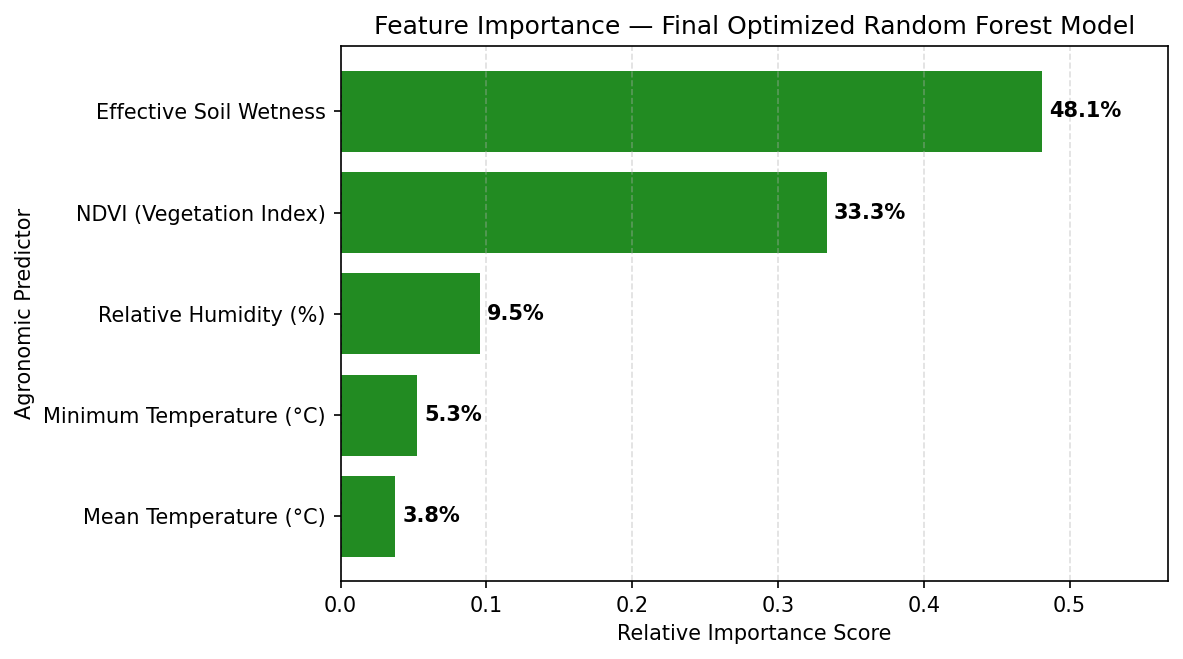 Feature Importance — Final Optimized Random Forest Model
Agronomic Predictor
Effective Soil Wetness
48.1%
NDVI (Vegetation Index)
33.3%
Relative Humidity (%)
9.5%
Minimum Temperature (°C)
5.3%
Mean Temperature (°C)
3.8%
0.0 0.1 0.2 0.3 0.4 0.5
Relative Importance Score